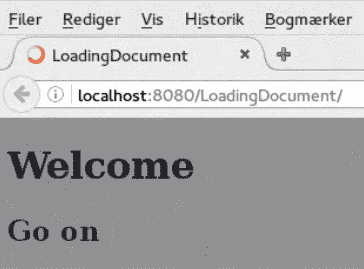 Filer Rediger Vis Historik Bogmærker
LoadingDocument
localhost:8080/LoadingDocument/
Welcome
Go on